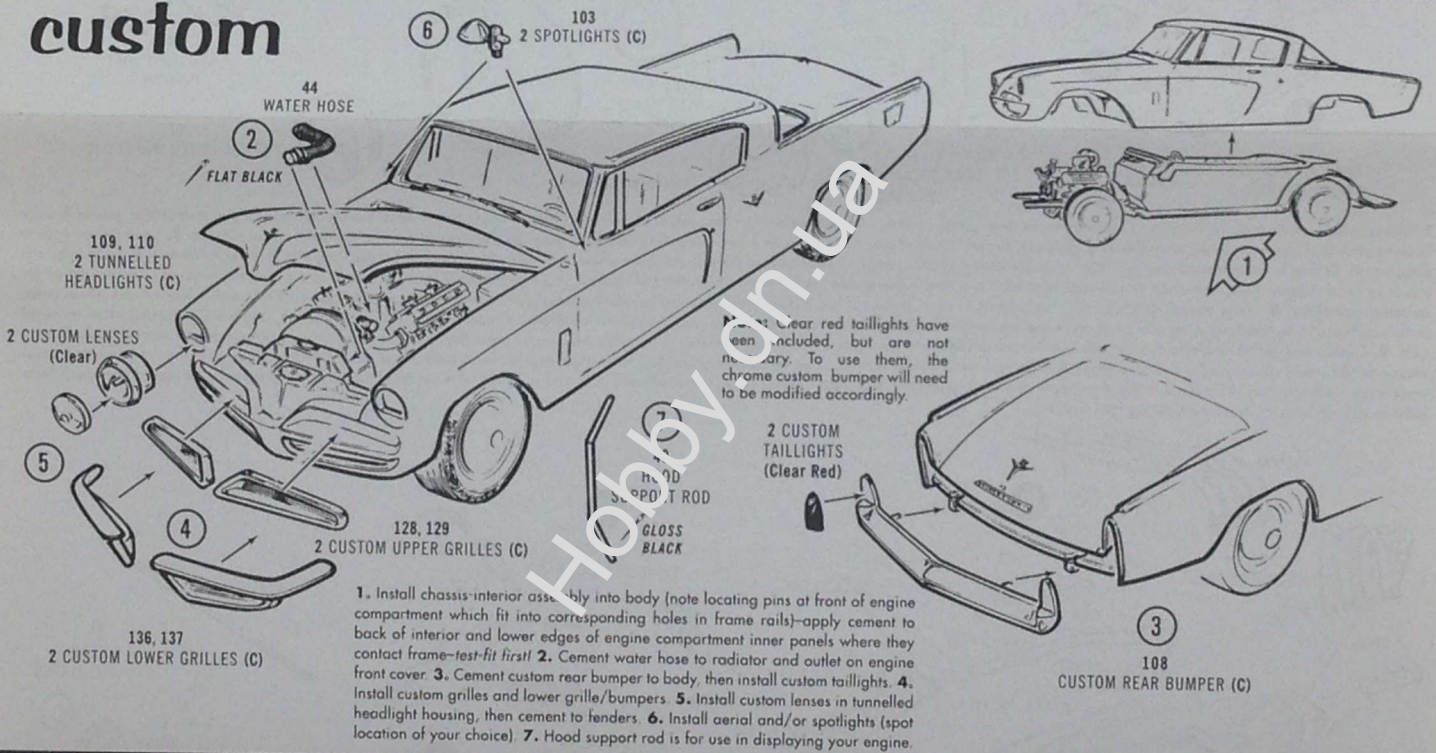 custom
6
103
2 SPOTLIGHTS (C)
44
WATER HOSE
2
FLAT BLACK
109, 110
2 TUNNELLED
HEADLIGHTS (C)
2 CUSTOM LENSES
(Clear)
5
4
128, 129
2 CUSTOM UPPER GRILLES (C)
136, 137
2 CUSTOM LOWER GRILLES (C)
1
Clear red taillights have
been included, but are not
To use them, the
chrome custom bumper will need
to be modified accordingly.
7
HOOD
SUPPORT ROD
GLOSS
BLACK
2 CUSTOM
TAILLIGHTS
(Clear Red)
3
108
CUSTOM REAR BUMPER (C)
1. Install chassis-interior assembly into body (note locating pins at front of engine
compartment which fit into corresponding holes in frame rails)–apply cement to
back of interior and lower edges of engine compartment inner panels where they
contact frame–test-fit first! 2. Cement water hose to radiator and outlet on engine
front cover. 3. Cement custom rear bumper to body, then install custom taillights. 4.
Install custom grilles and lower grille/bumpers. 5. Install custom lenses in tunnelled
headlight housing, then cement to fenders. 6. Install aerial and/or spotlights (spot
location of your choice). 7. Hood support rod is for use in displaying your engine.
Hobby.dn.ua